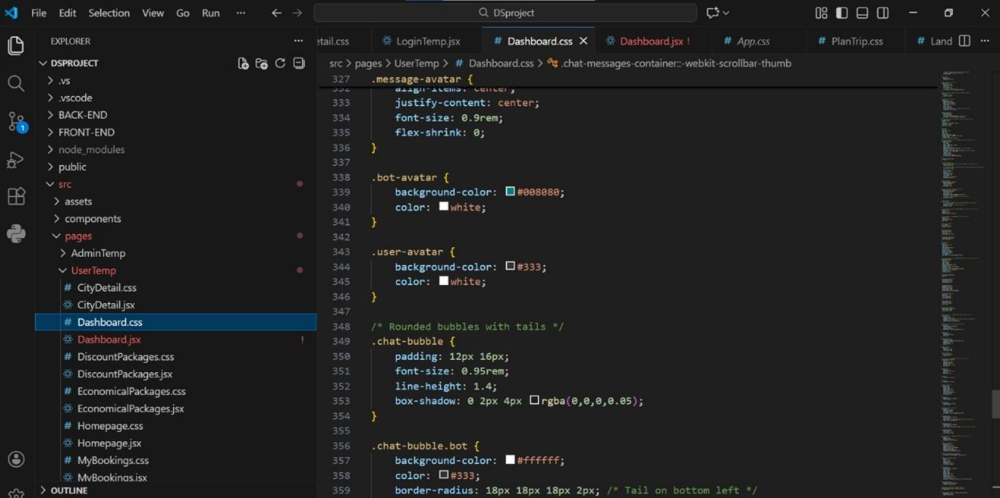 File Edit Selection View Go Run ··· DSproject
EXPLORER ···
DSPROJECT
.vs
.vscode
BACK-END
FRONT-END
node_modules
public
src
assets
components
pages
AdminTemp
UserTemp
# CityDetail.css
CityDetail.jsx
# Dashboard.css
Dashboard.jsx !
# DiscountPackages.css
DiscountPackages.jsx
# EconomicalPackages.css
EconomicalPackages.jsx
# Homepage.css
Homepage.jsx
# MyBookings.css
MyBookings.jsx
OUTLINE
1
etail.css LoginTemp.jsx # Dashboard.css Dashboard.jsx ! # App.css # PlanTrip.css # Land ···
src > pages > UserTemp > # Dashboard.css > .chat-messages-container::-webkit-scrollbar-thumb
327 .message-avatar {
332 align-items: center;
333 justify-content: center;
334 font-size: 0.9rem;
335 flex-shrink: 0;
336 }
337
338 .bot-avatar {
339 background-color: #008080;
340 color: white;
341 }
342
343 .user-avatar {
344 background-color: #333;
345 color: white;
346 }
347
348 /* Rounded bubbles with tails */
349 .chat-bubble {
350 padding: 12px 16px;
351 font-size: 0.95rem;
352 line-height: 1.4;
353 box-shadow: 0 2px 4px rgba(0,0,0,0.05);
354 }
355
356 .chat-bubble.bot {
357 background-color: #ffffff;
358 color: #333;
359 border-radius: 18px 18px 18px 2px; /* Tail on bottom left */